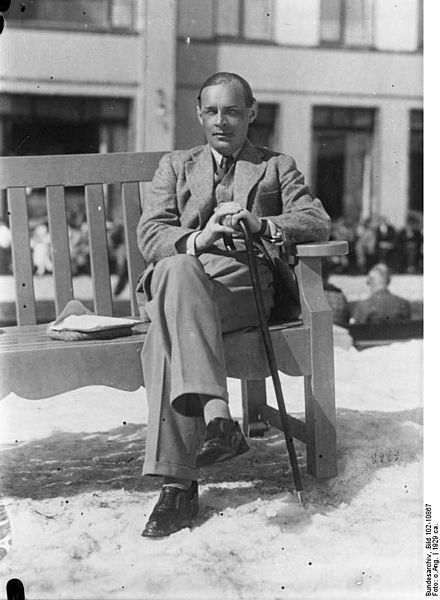 Bundesarchiv, Bild 102-10867
Foto: o.Ang. | 1929 ca.